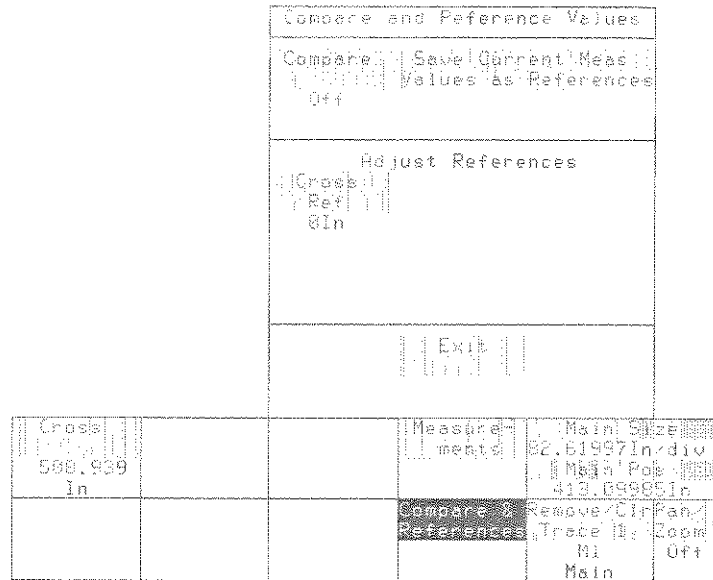 Compare and Reference Values
Compare Save Current Meas
Values as References
Off
Adjust References
Cross
Ref
0In
Exit
Cross
500.939
In
Measure-
ments
Main Size
82.61997In/div
Main Pos
413.09985In
Compare &
References
Remove/Clr
Trace 1
M1
Main
Pan/
Zoom
Off